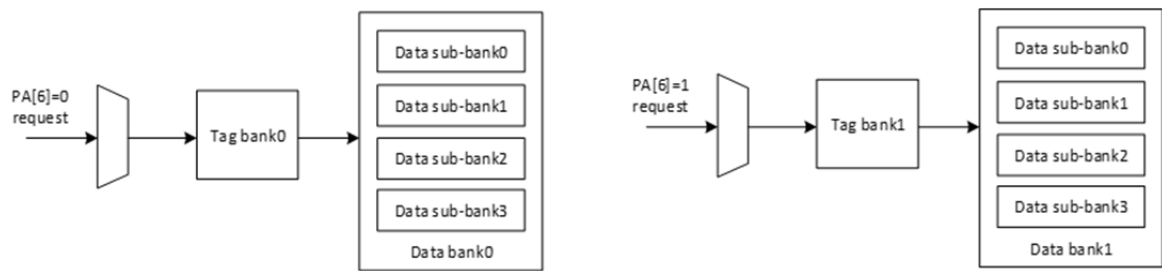 PA[6]=0
request
Tag bank0
Data sub-bank0
Data sub-bank1
Data sub-bank2
Data sub-bank3
Data bank0
PA[6]=1
request
Tag bank1
Data sub-bank0
Data sub-bank1
Data sub-bank2
Data sub-bank3
Data bank1